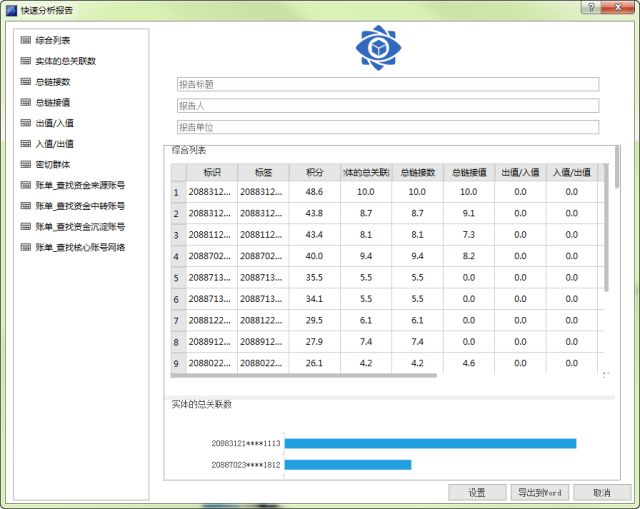 快速分析报告
综合列表
实体的总关联数
总链接数
总链接值
出值/入值
入值/出值
密切群体
账单_查找资金来源账号
账单_查找资金中转账号
账单_查找资金沉淀账号
账单_查找核心账号网络
报告标题
报告人
报告单位
综合列表
标识 标签 积分 体的总关联 总链接数 总链接值 出值/入值 入值/出值
1 2088312... 2088312... 48.6 10.0 10.0 10.0 0.0 0.0
2 2088312... 2088312... 43.8 8.7 8.7 9.1 0.0 0.0
3 2088112... 2088112... 43.4 8.1 8.1 7.3 0.0 0.0
4 2088702... 2088702... 40.0 9.4 9.4 8.2 0.0 0.0
5 2088713... 2088713... 35.5 5.5 5.5 0.0 0.0 0.0
6 2088713... 2088713... 34.1 5.5 5.5 0.0 0.0 0.0
7 2088122... 2088122... 29.5 6.1 6.1 0.0 0.0 0.0
8 2088912... 2088912... 27.9 7.4 7.4 0.0 0.0 0.0
9 2088022... 2088022... 26.1 4.2 4.2 4.6 0.0 0.0
实体的总关联数
20883121****1113
20887023****1812
设置 导出到Word 取消